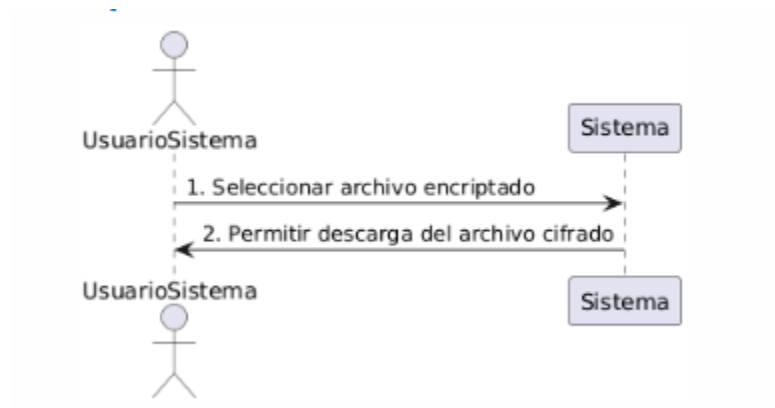 UsuarioSistema
Sistema
1. Seleccionar archivo encriptado
2. Permitir descarga del archivo cifrado
UsuarioSistema
Sistema